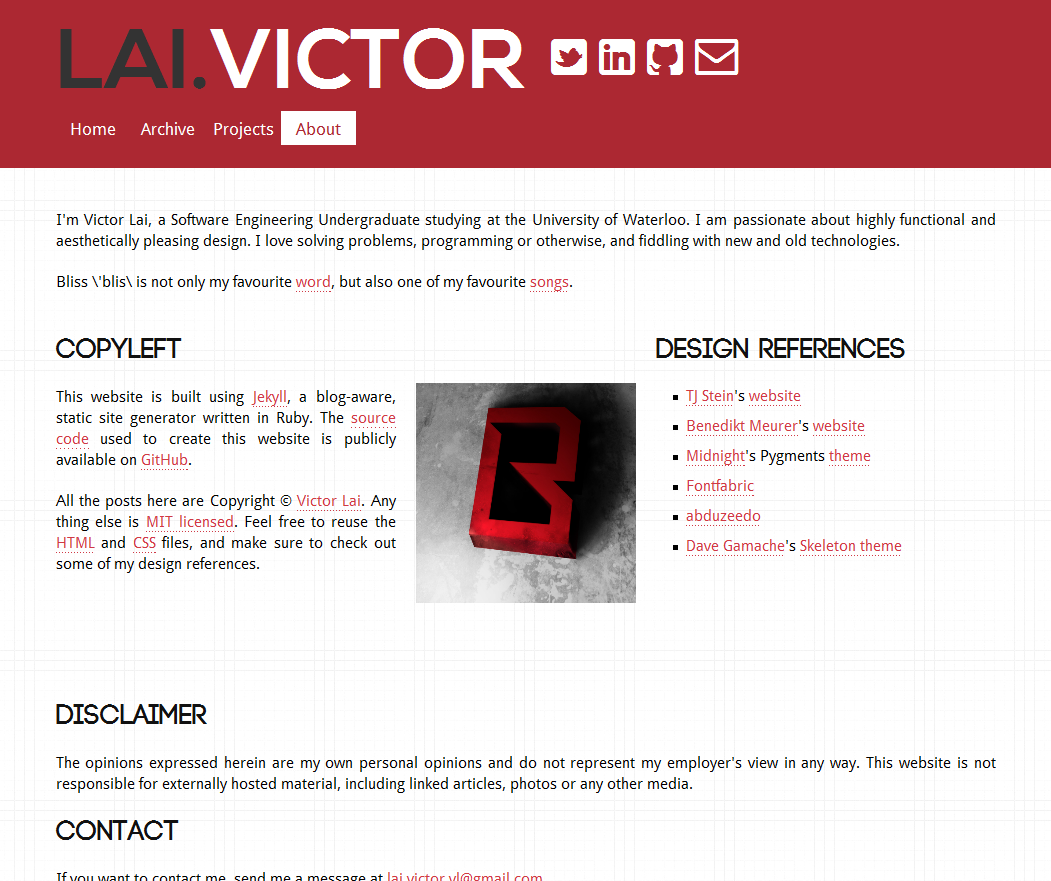 LAI.VICTOR
Home Archive Projects About
I'm Victor Lai, a Software Engineering Undergraduate studying at the University of Waterloo. I am passionate about highly functional and
aesthetically pleasing design. I love solving problems, programming or otherwise, and fiddling with new and old technologies.
Bliss \'blis\ is not only my favourite word, but also one of my favourite songs.
COPYLEFT
This website is built using Jekyll, a blog-aware,
static site generator written in Ruby. The source
code used to create this website is publicly
available on GitHub.
All the posts here are Copyright © Victor Lai. Any
thing else is MIT licensed. Feel free to reuse the
HTML and CSS files, and make sure to check out
some of my design references.
B
DESIGN REFERENCES
TJ Stein's website
Benedikt Meurer's website
Midnight's Pygments theme
Fontfabric
abduzeedo
Dave Gamache's Skeleton theme
DISCLAIMER
The opinions expressed herein are my own personal opinions and do not represent my employer's view in any way. This website is not
responsible for externally hosted material, including linked articles, photos or any other media.
CONTACT
If you want to contact me, send me a message at lai.victor.vl@gmail.com